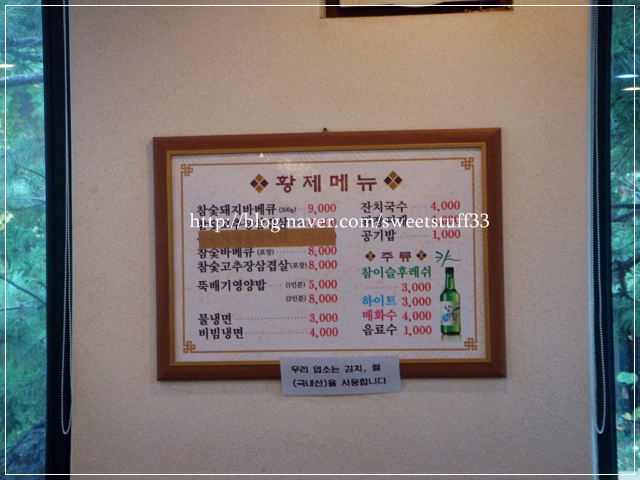 황제메뉴
참숯돼지바베큐 (300g) 9,000
http://blog.naver.com/sweetstuff33
참숯바베큐 (포장) 8,000
참숯고추장삼겹살 (포장) 8,000
뚝배기영양밥 (1인분) 5,000
(2인분) 8,000
물냉면 3,000
비빔냉면 4,000
잔치국수 4,000
공기밥 1,000
주류
참이슬후레쉬
3,000
하이트 3,000
매화수 4,000
음료수 1,000
우리 업소는 김치, 쌀
(국내산)을 사용합니다